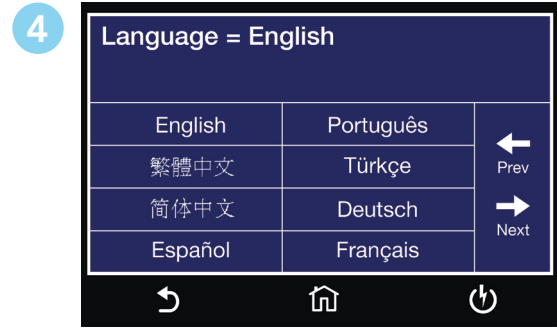 4
Language = English
English
Português
繁體中文
Türkçe
Prev
简体中文
Deutsch
Next
Español
Français